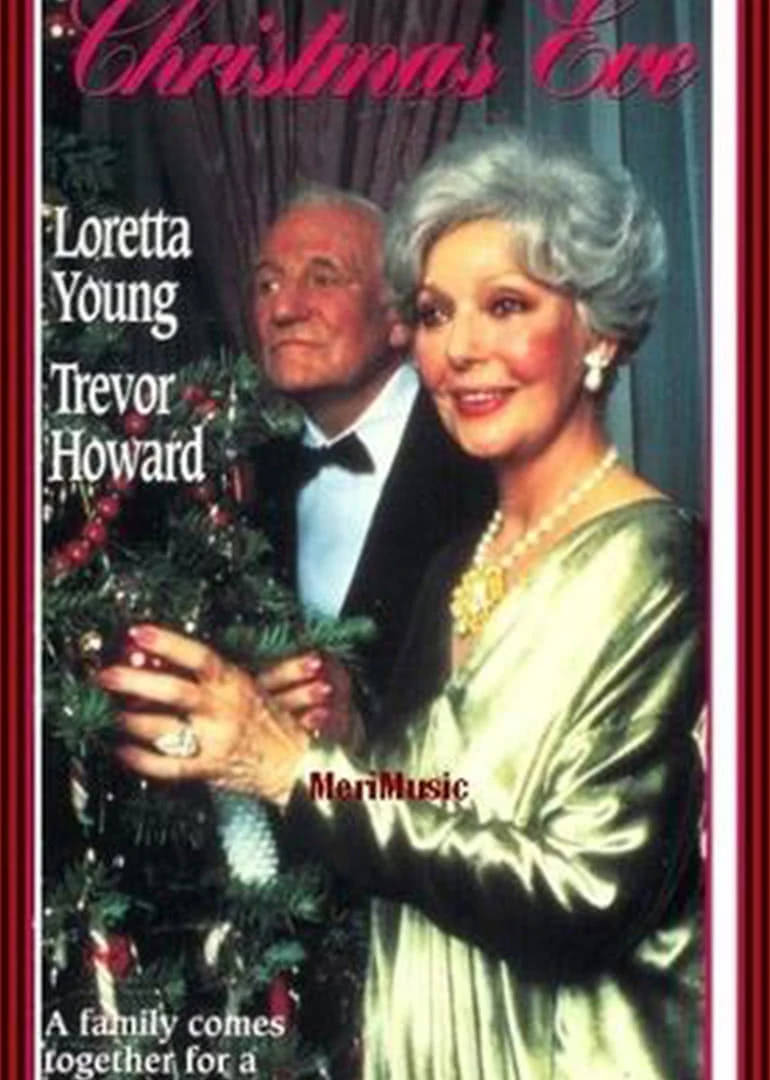 Christmas Eve
Loretta
Young
Trevor
Howard
MeriMusic
A family comes
together for a